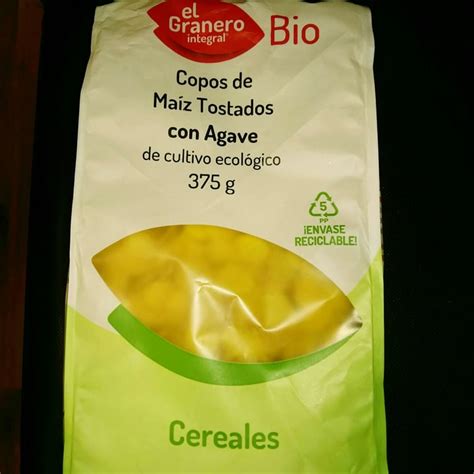 el
Granero
integral®
Bio
Copos de
Maíz Tostados
con Agave
de cultivo ecológico
375 g
5
PP
¡ENVASE
RECICLABLE!
Cereales